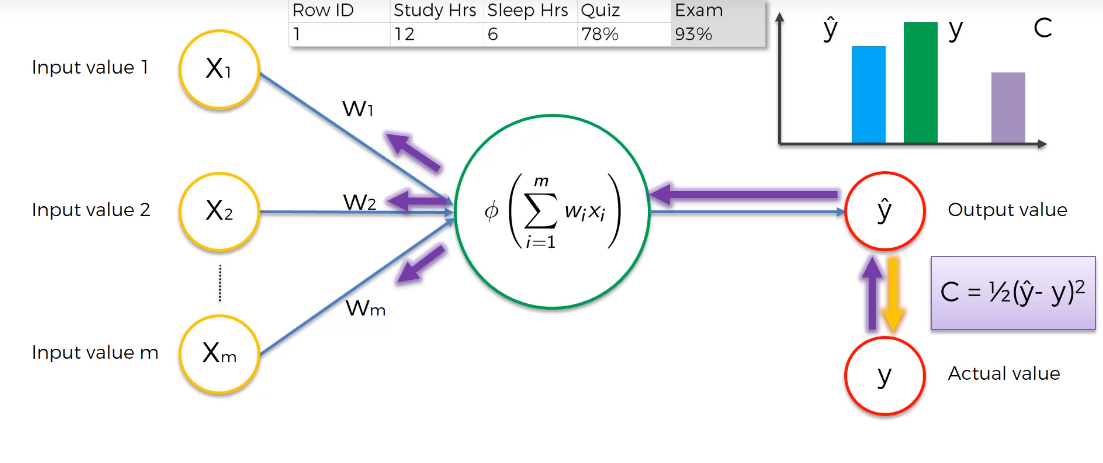 Row ID Study Hrs Sleep Hrs Quiz Exam
1 12 6 78% 93%
ŷ y C
Input value 1 X1
W1
Input value 2 X2 W2
ϕ(∑ᵢ₌₁ᵐ wᵢxᵢ)
ŷ Output value
C = ½(ŷ- y)²
Wm
Input value m Xm
y Actual value